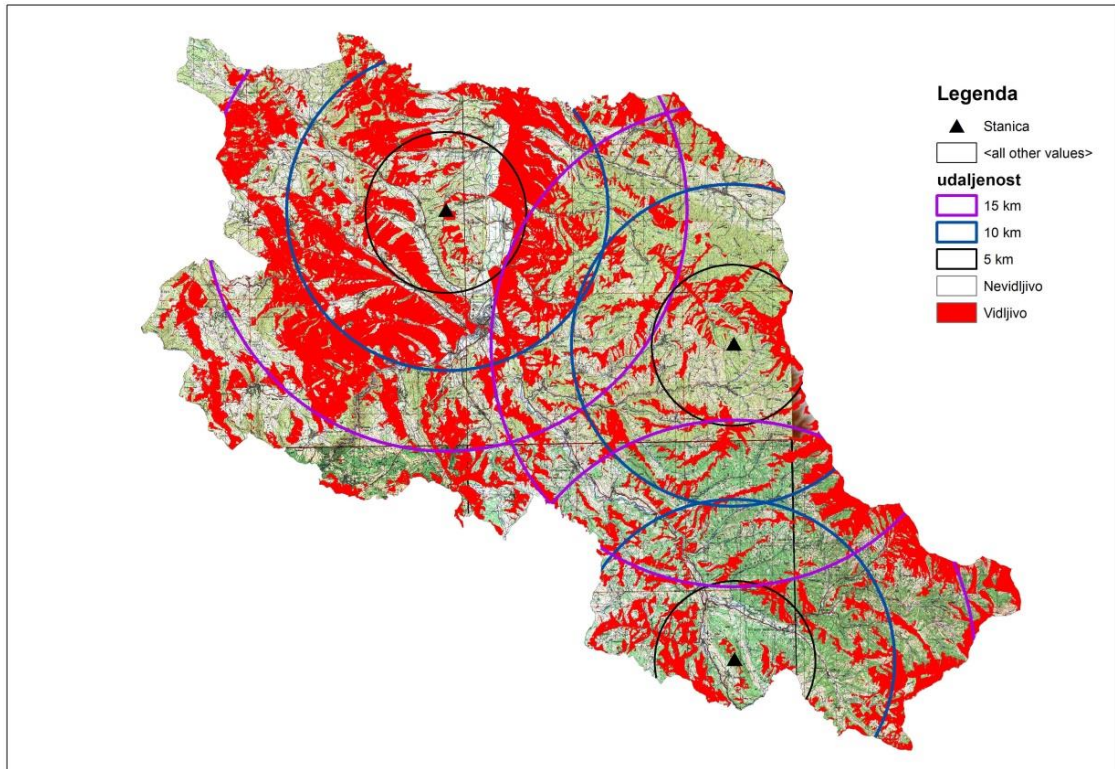 Legenda
Stanica
<all other values>
udaljenost
15 km
10 km
5 km
Nevidljivo
Vidljivo